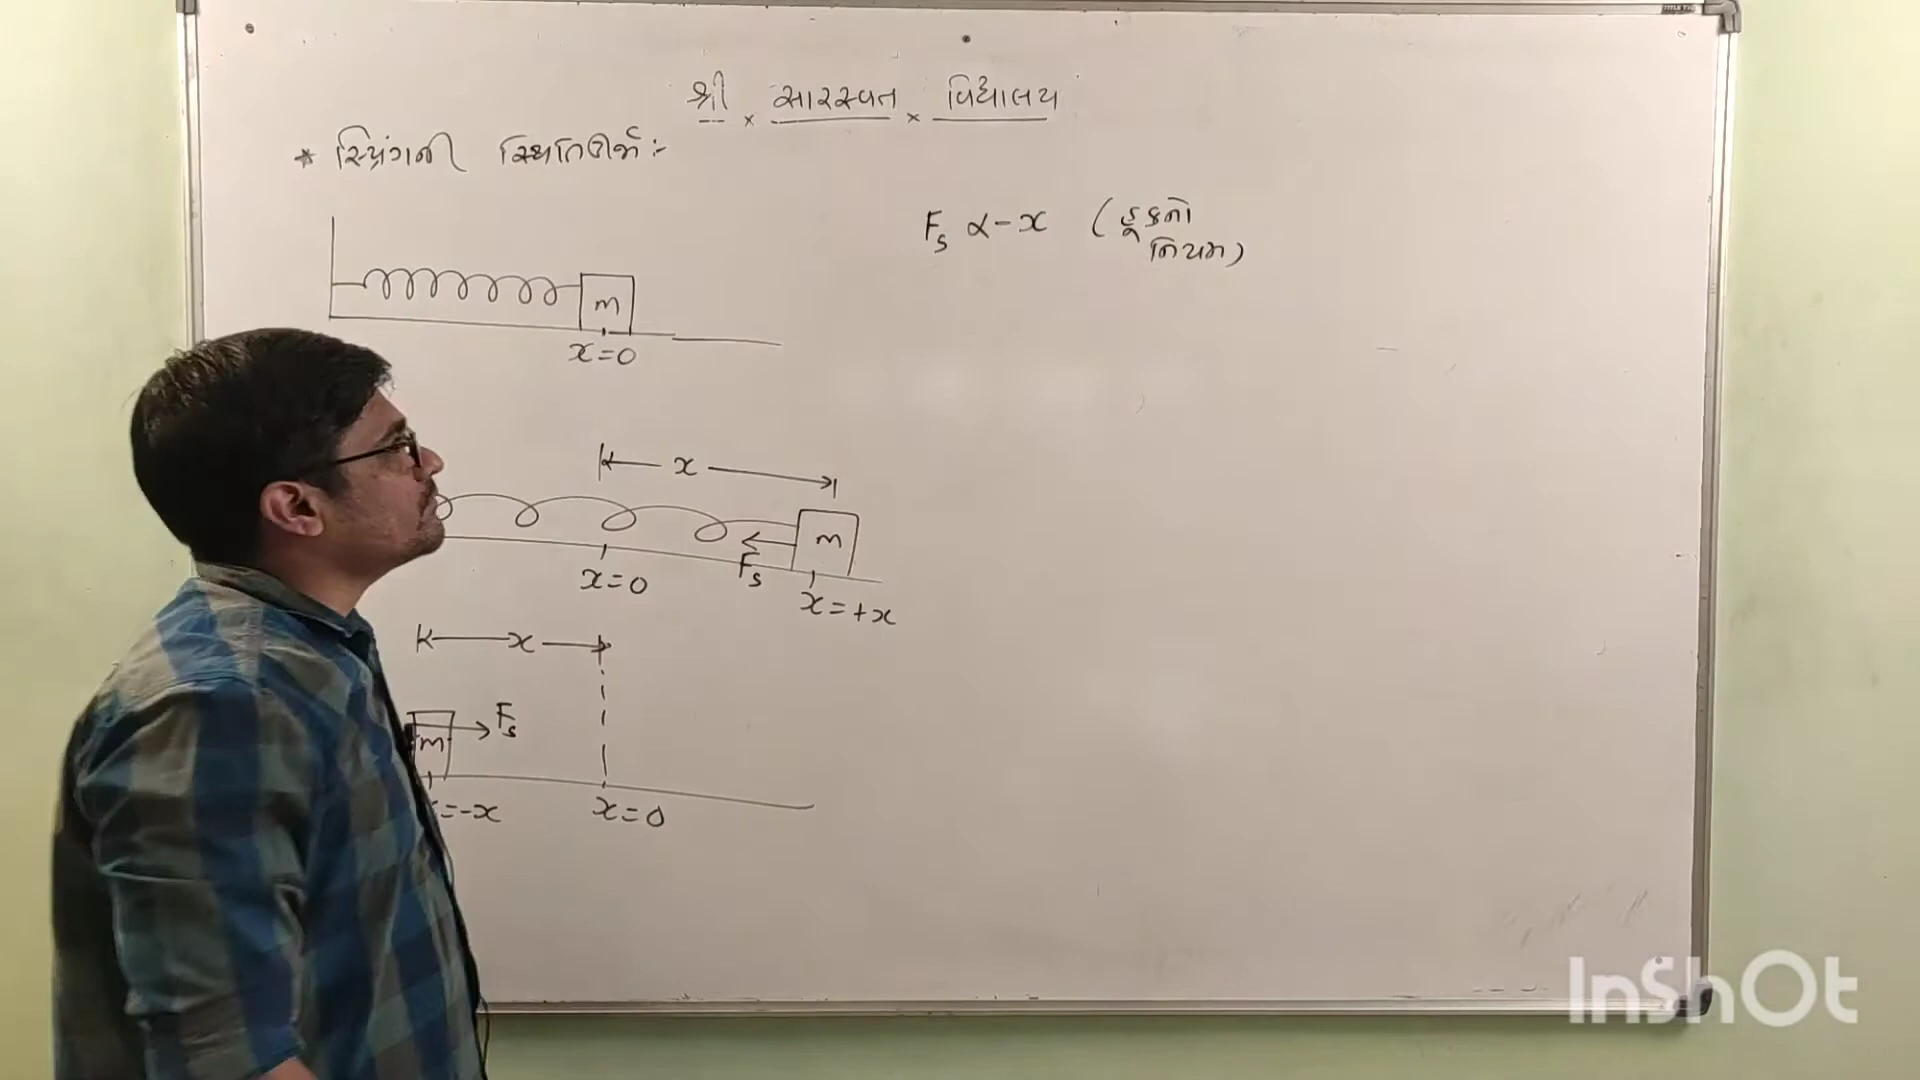 શ્રી × સારસ્વત × વિદ્યાલય
* સ્પ્રિંગની સ્થિતિઊર્જા :-
Fs ∝ -x (હૂકનો
નિયમ)
m
x=0
x
m
Fs
x=0
x=+x
x
Fs
m
=-x
x=0
InShOt